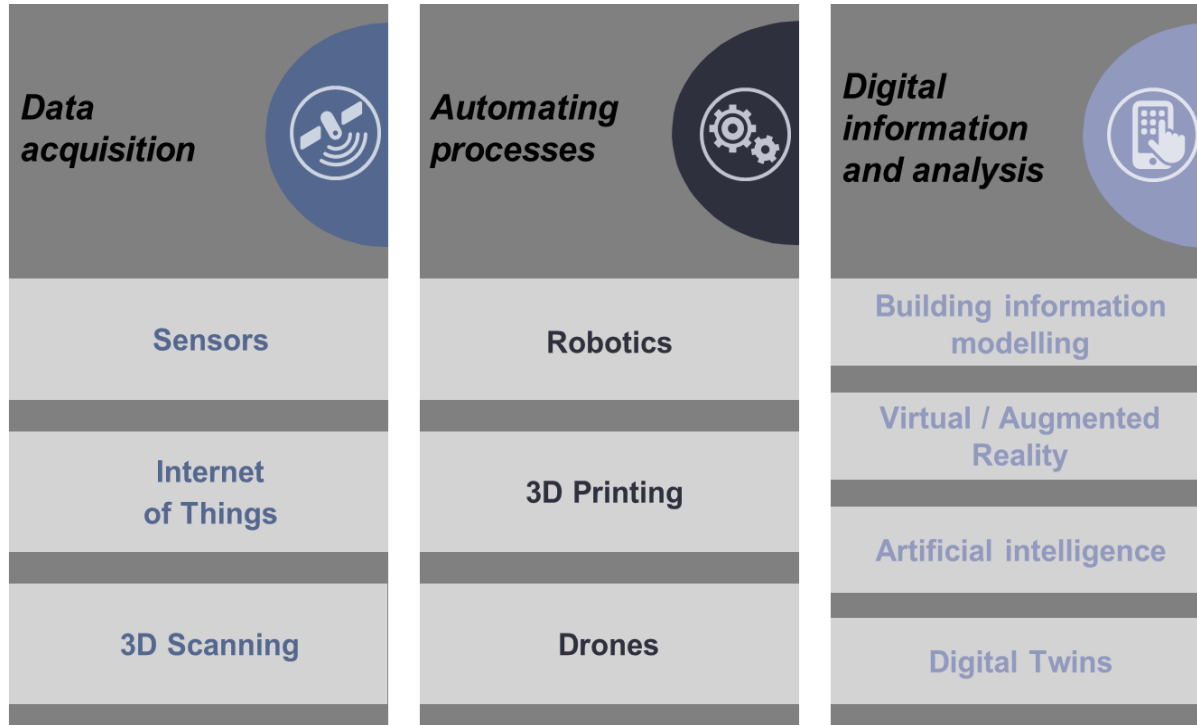 Data
acquisition
Sensors
Internet
of Things
3D Scanning
Automating
processes
Robotics
3D Printing
Drones
Digital
information
and analysis
Building information
modelling
Virtual / Augmented
Reality
Artificial intelligence
Digital Twins